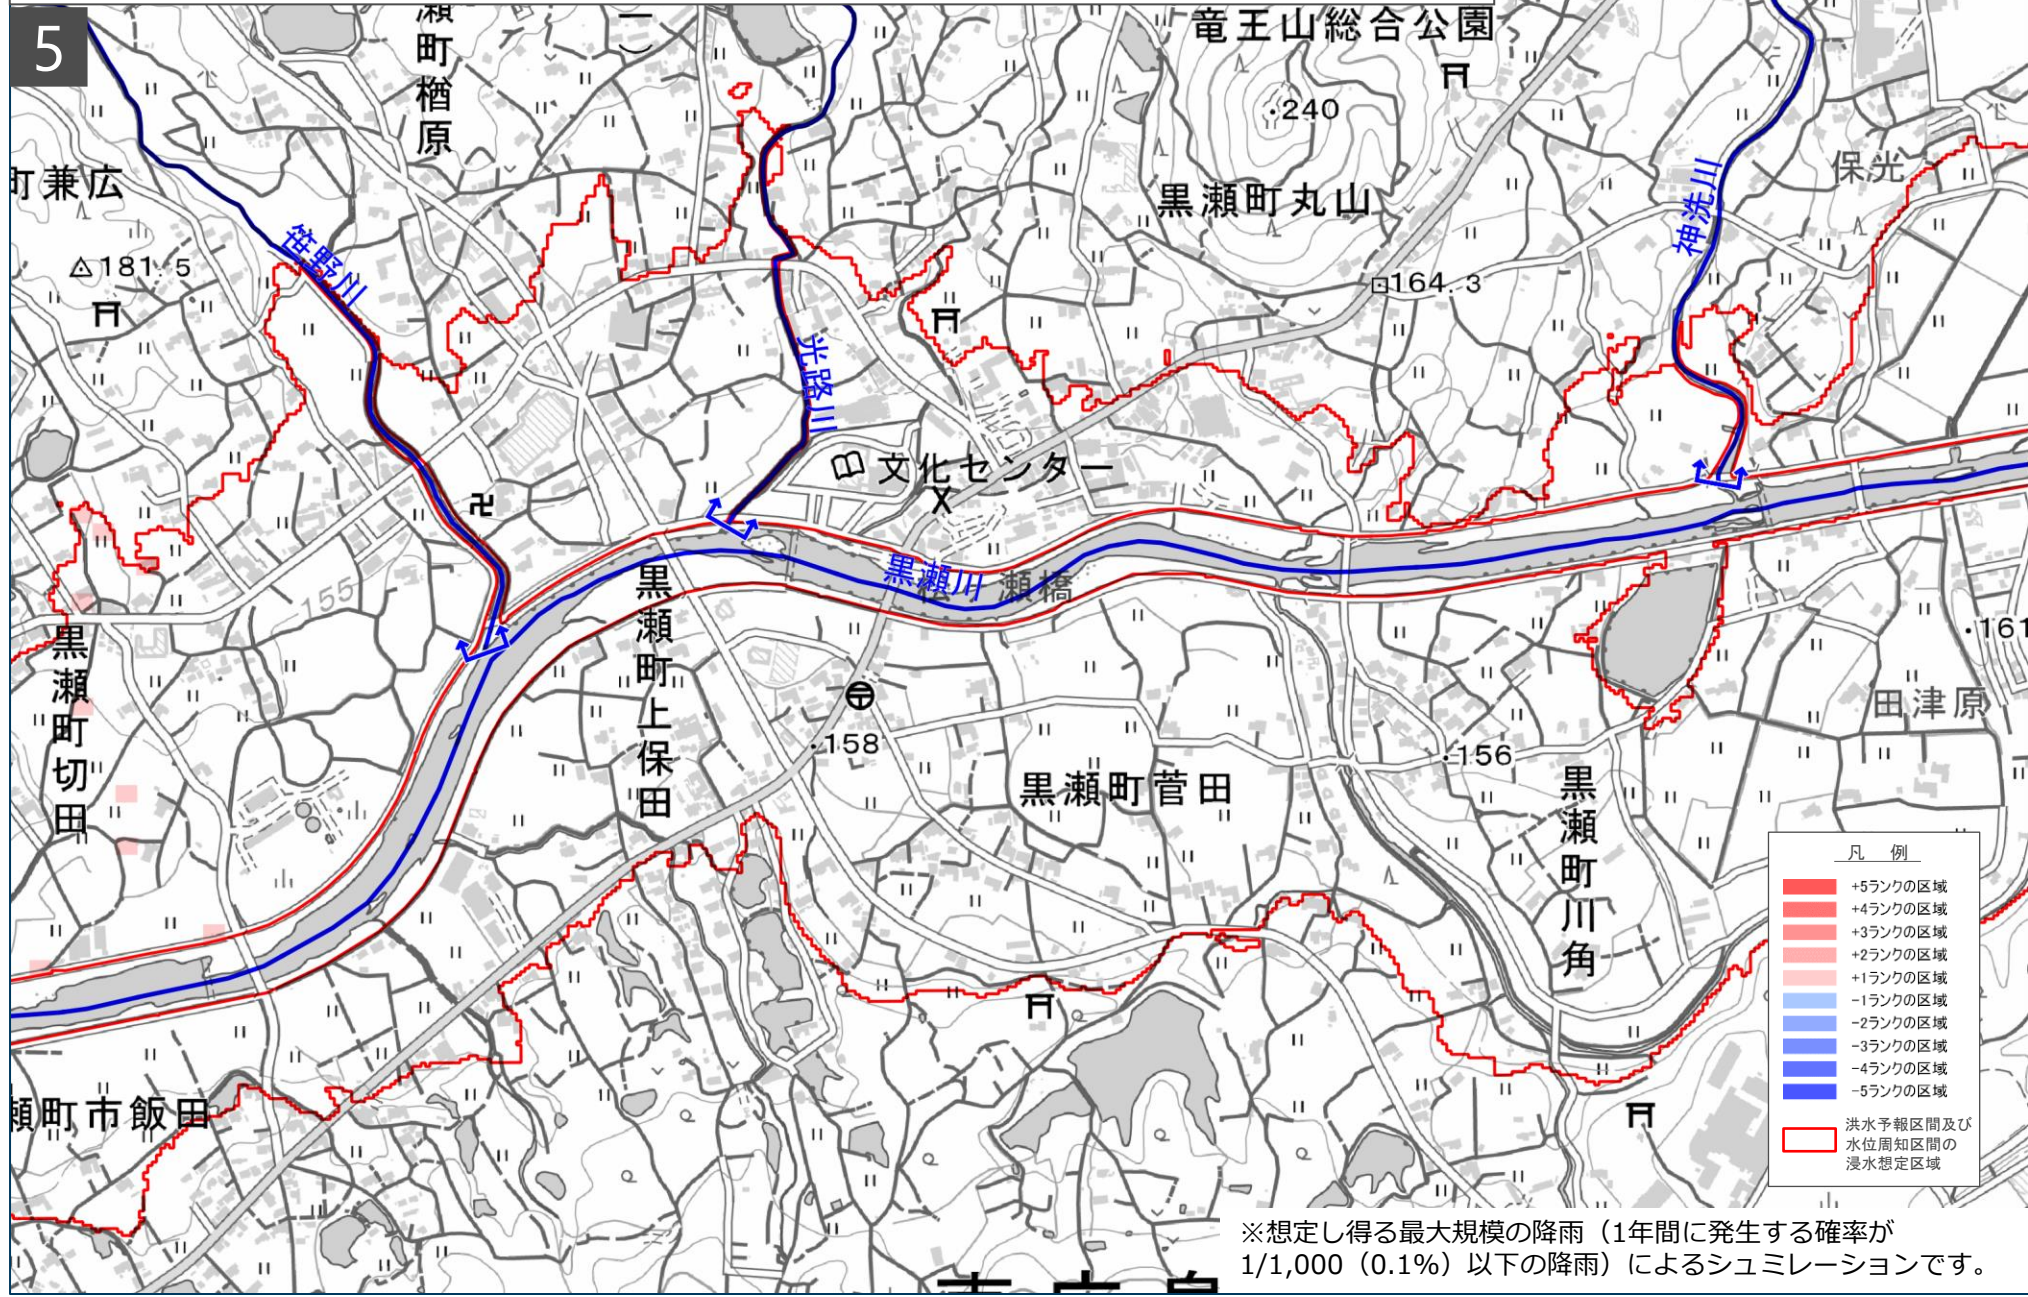 5
瀬町楢原
竜王山総合公園
240
町兼広
黒瀬町丸山
保光
神洗川
笹野川
181.5
164.3
光路川
文化センター
155
黒瀬川
瀬橋
黒瀬町切田
黒瀬町上保田
161
田津原
158
156
黒瀬町菅田
黒瀬町川角
瀬町市飯田
凡 例
+5ランクの区域
+4ランクの区域
+3ランクの区域
+2ランクの区域
+1ランクの区域
-1ランクの区域
-2ランクの区域
-3ランクの区域
-4ランクの区域
-5ランクの区域
洪水予報区間及び
水位周知区間の
浸水想定区域
※想定し得る最大規模の降雨（1年間に発生する確率が
1/1,000（0.1%）以下の降雨）によるシュミレーションです。